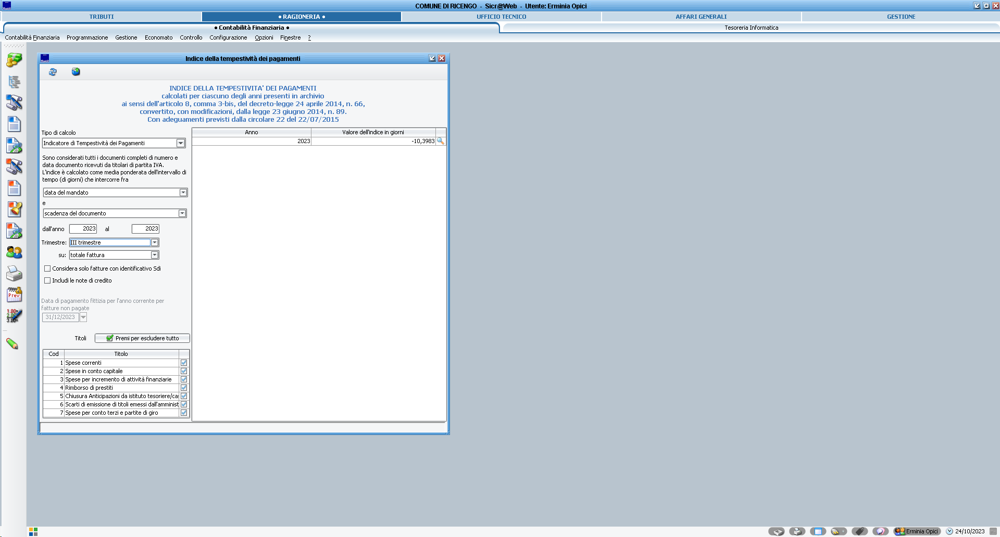 COMUNE DI RICENGO - Sicr@Web - Utente: Erminia Opici
TRIBUTI
• RAGIONERIA •
UFFICIO TECNICO
AFFARI GENERALI
GESTIONE
• Contabilità Finanziaria •
Tesoreria Informatica
Contabilità Finanziaria Programmazione Gestione Economato Controllo Configurazione Opzioni Finestre ?
Indice della tempestività dei pagamenti
INDICE DELLA TEMPESTIVITA' DEI PAGAMENTI
calcolati per ciascuno degli anni presenti in archivio
ai sensi dell'articolo 8, comma 3-bis, del decreto-legge 24 aprile 2014, n. 66,
convertito, con modificazioni, dalla legge 23 giugno 2014, n. 89.
Con adeguamenti previsti dalla circolare 22 del 22/07/2015
Tipo di calcolo
Indicatore di Tempestività dei Pagamenti
Sono considerati tutti i documenti completi di numero e
data documento ricevuti da titolari di partita IVA.
L'indice è calcolato come media ponderata dell'intervallo di
tempo (di giorni) che intercorre fra
data del mandato
e
scadenza del documento
dall'anno 2023 al 2023
Trimestre: III trimestre
su: totale fattura
Considera solo fatture con identificativo Sdi
Includi le note di credito
Data di pagamento fittizia per l'anno corrente per
fatture non pagate
31/12/2023
Titoli Premi per escludere tutto
Cod Titolo
1 Spese correnti
2 Spese in conto capitale
3 Spese per incremento di attività finanziarie
4 Rimborso di prestiti
5 Chiusura Anticipazioni da istituto tesoriere/cas
6 Scarti di emissione di titoli emessi dall'amminist
7 Spese per conto terzi e partite di giro
Anno Valore dell'indice in giorni
2023 -10,3983
Prev
1.00+
2.00
3.00=
Erminia Opici
24/10/2023